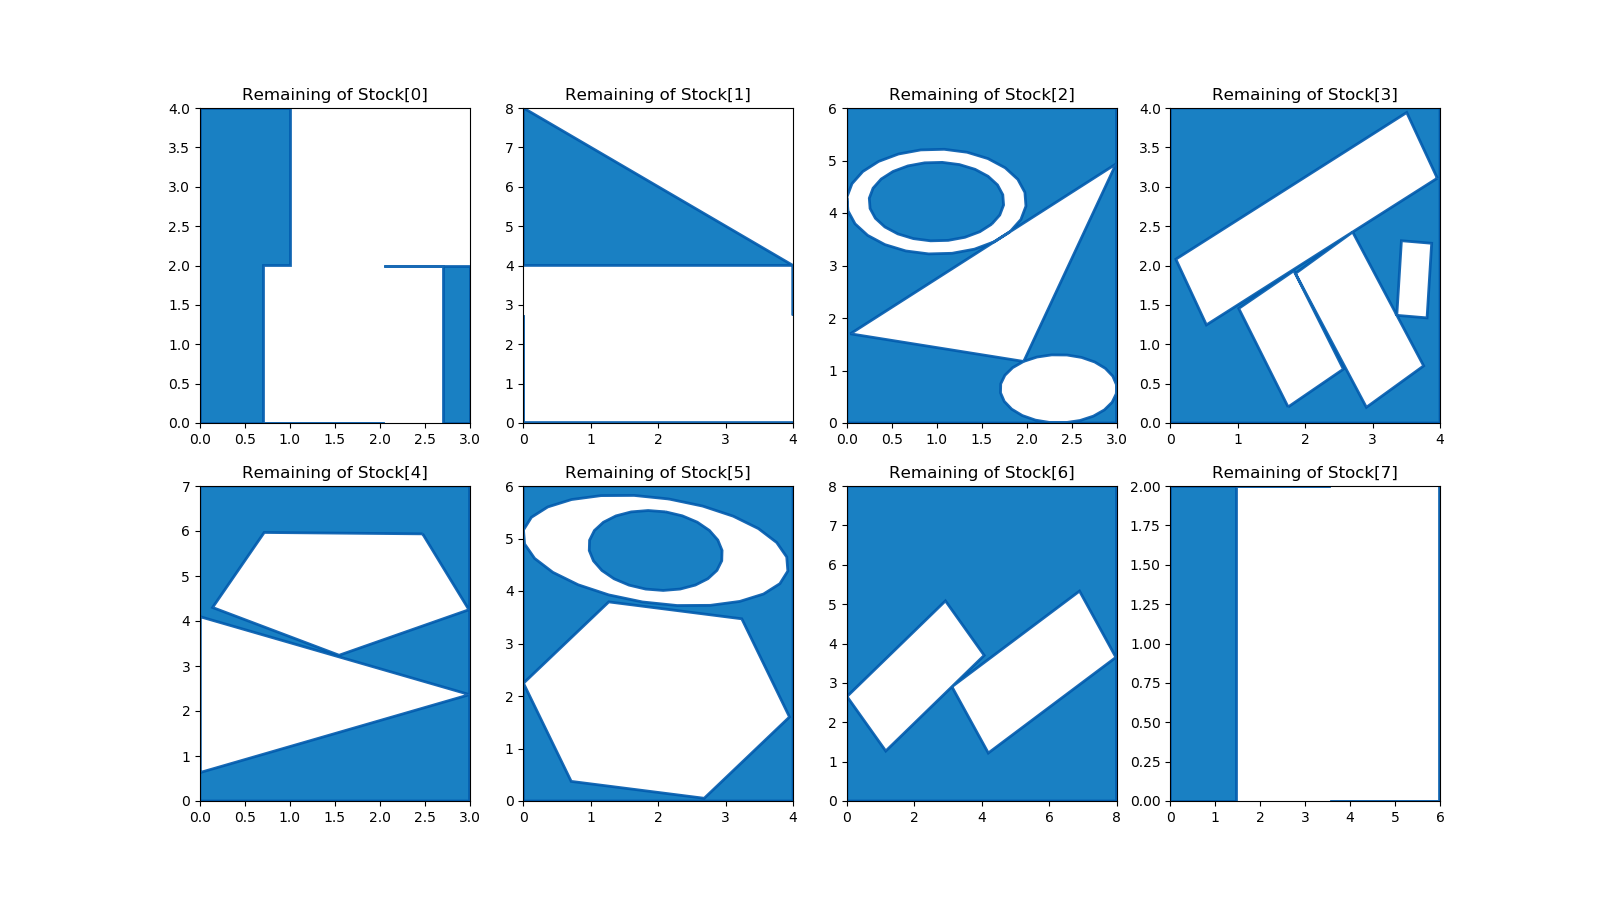 Remaining of Stock[0] Remaining of Stock[1] Remaining of Stock[2] Remaining of Stock[3]
4.0 8 6 4.0
3.5 7 3.5
5
3.0 6 3.0
2.5 5 4 2.5
2.0 4 3 2.0
1.5 3 1.5
2
1.0 2 1.0
0.5 1 1 0.5
0.0 0 0 0.0
0.0 0.5 1.0 1.5 2.0 2.5 3.0 0 1 2 3 4 0.0 0.5 1.0 1.5 2.0 2.5 3.0 0 1 2 3 4
Remaining of Stock[4] Remaining of Stock[5] Remaining of Stock[6] Remaining of Stock[7]
7 6 8 2.00
6 7 1.75
5
5 6 1.50
4 4 5 1.25
3 3 4 1.00
3 0.75
2 2
2 0.50
1 1 1 0.25
0 0 0 0.00
0.0 0.5 1.0 1.5 2.0 2.5 3.0 0 1 2 3 4 0 2 4 6 8 0 1 2 3 4 5 6